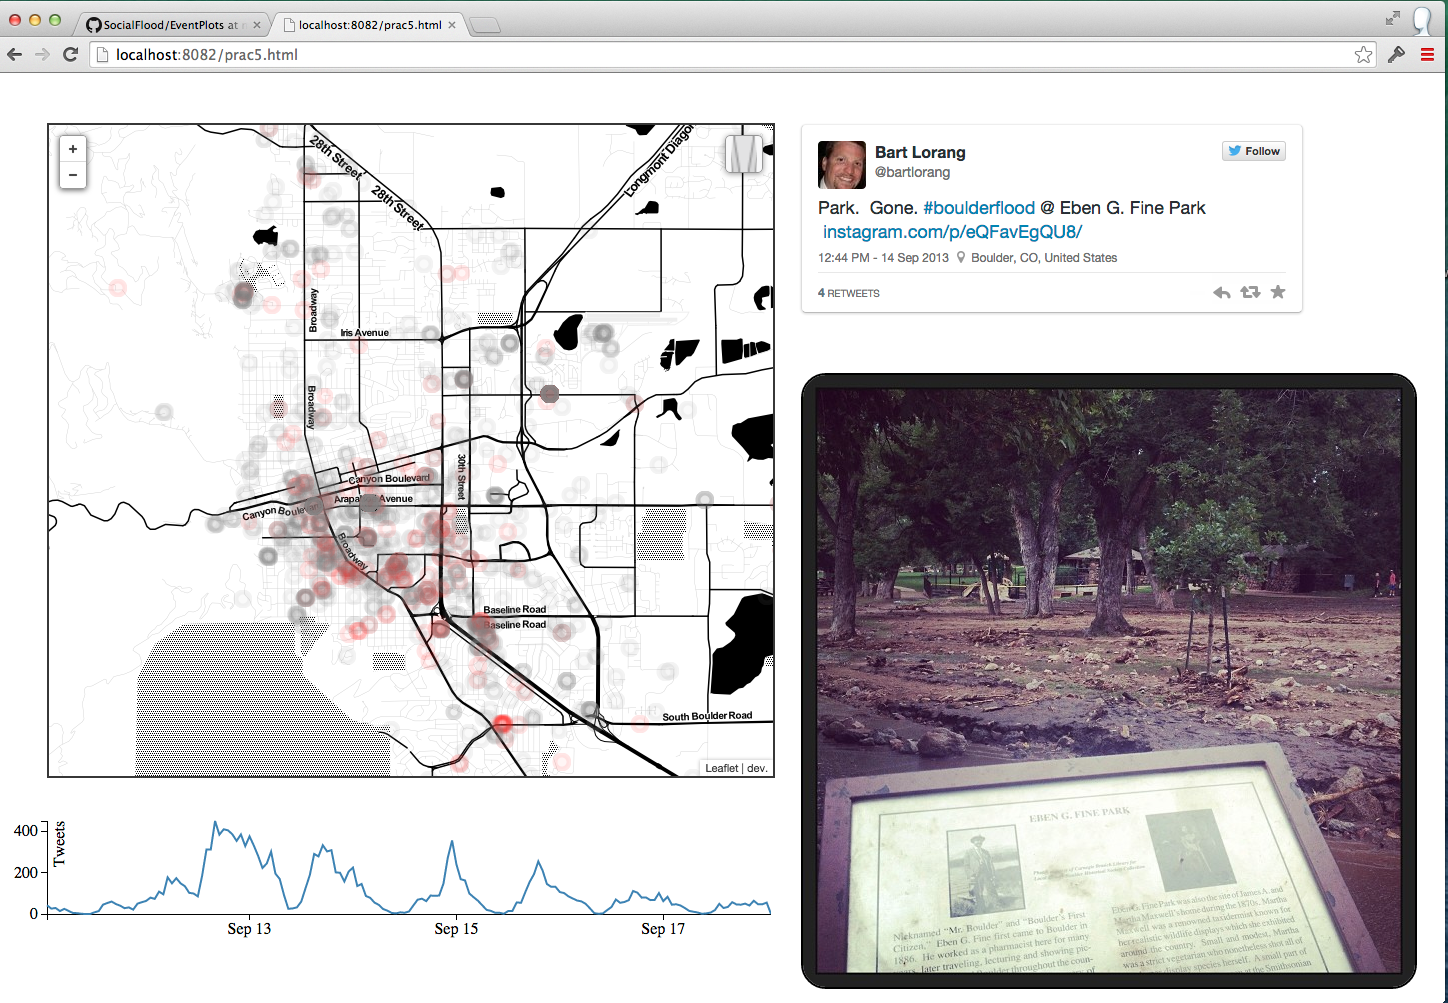 SocialFlood/EventPlots at
localhost:8082/prac5.html
localhost:8082/prac5.html
+
−
28th Street
28th Street
Longmont Diagon
Broadway
Iris Avenue
Broadway
30th Street
Canyon Boulevard
Arapa Avenue
Canyon Boulevar
Broadway
Baseline Road
Baseline Road
South Boulder Road
Leaflet | dev.
Bart Lorang
@bartlorang
Follow
Park. Gone. #boulderflood @ Eben G. Fine Park
instagram.com/p/eQFavEgQU8/
12:44 PM - 14 Sep 2013 Boulder, CO, United States
4 RETWEETS
EBEN G. FINE PARK
Nicknamed "Mr. Boulder" and "Boulder's First
Citizen," Eben G. Fine first came to Boulder in
1886. He worked as a pharmacist here for many
years, later traveling, lecturing and showing pic-
Boulder throughout the coun-
Eben G. Fine Park was also the site of James A. and
Martha Maxwell's home during the 1870s. Martha
Maxwell was a renowned taxidermist known for
her realistic wildlife displays which she exhibited
around the country. Small and modest, Martha
was a strict vegetarian who nonetheless shot all of
display species herself. A small part of
at the Smithsonian
Tweets
400
200
0
Sep 13
Sep 15
Sep 17